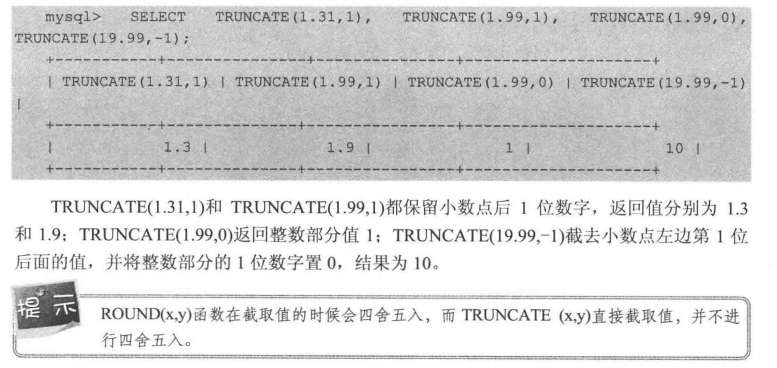 mysql> SELECT TRUNCATE(1.31,1), TRUNCATE(1.99,1), TRUNCATE(1.99,0),
TRUNCATE(19.99,-1);
+-----------+---------------+---------------+--------------------+
| TRUNCATE(1.31,1) | TRUNCATE(1.99,1) | TRUNCATE(1.99,0) | TRUNCATE(19.99,-1)
|
+-----------+---------------+---------------+--------------------+
| 1.3 | 1.9 | 1 | 10 |
+-----------+---------------+---------------+--------------------+
TRUNCATE(1.31,1)和 TRUNCATE(1.99,1)都保留小数点后 1 位数字，返回值分别为 1.3
和 1.9；TRUNCATE(1.99,0)返回整数部分值 1；TRUNCATE(19.99,-1)截去小数点左边第 1 位
后面的值，并将整数部分的 1 位数字置 0，结果为 10。
提示
ROUND(x,y)函数在截取值的时候会四舍五入，而 TRUNCATE (x,y)直接截取值，并不进
行四舍五入。